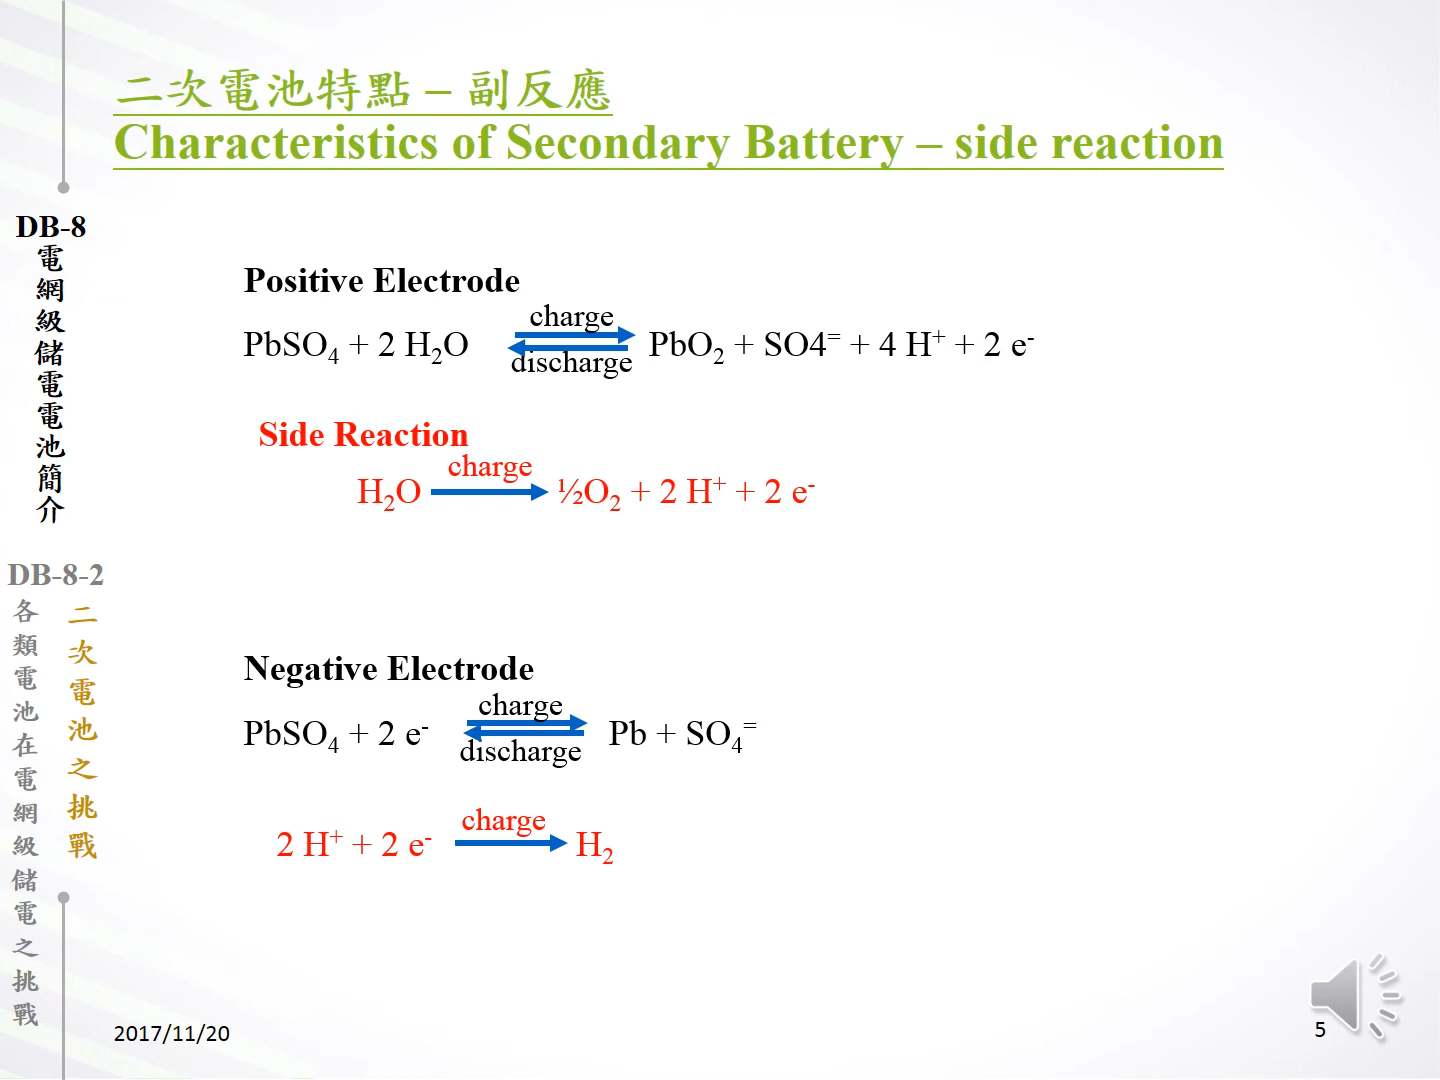 二次電池特點 – 副反應
Characteristics of Secondary Battery – side reaction
DB-8
電網級儲電電池簡介
DB-8-2
各類電池在電網級儲電之挑戰
二次電池之挑戰
Positive Electrode
charge
PbSO₄ + 2 H₂O PbO₂ + SO4⁼ + 4 H⁺ + 2 e⁻
discharge
Side Reaction
charge
H₂O ½O₂ + 2 H⁺ + 2 e⁻
Negative Electrode
charge
PbSO₄ + 2 e⁻ Pb + SO₄⁼
discharge
charge
2 H⁺ + 2 e⁻ H₂
2017/11/20
5